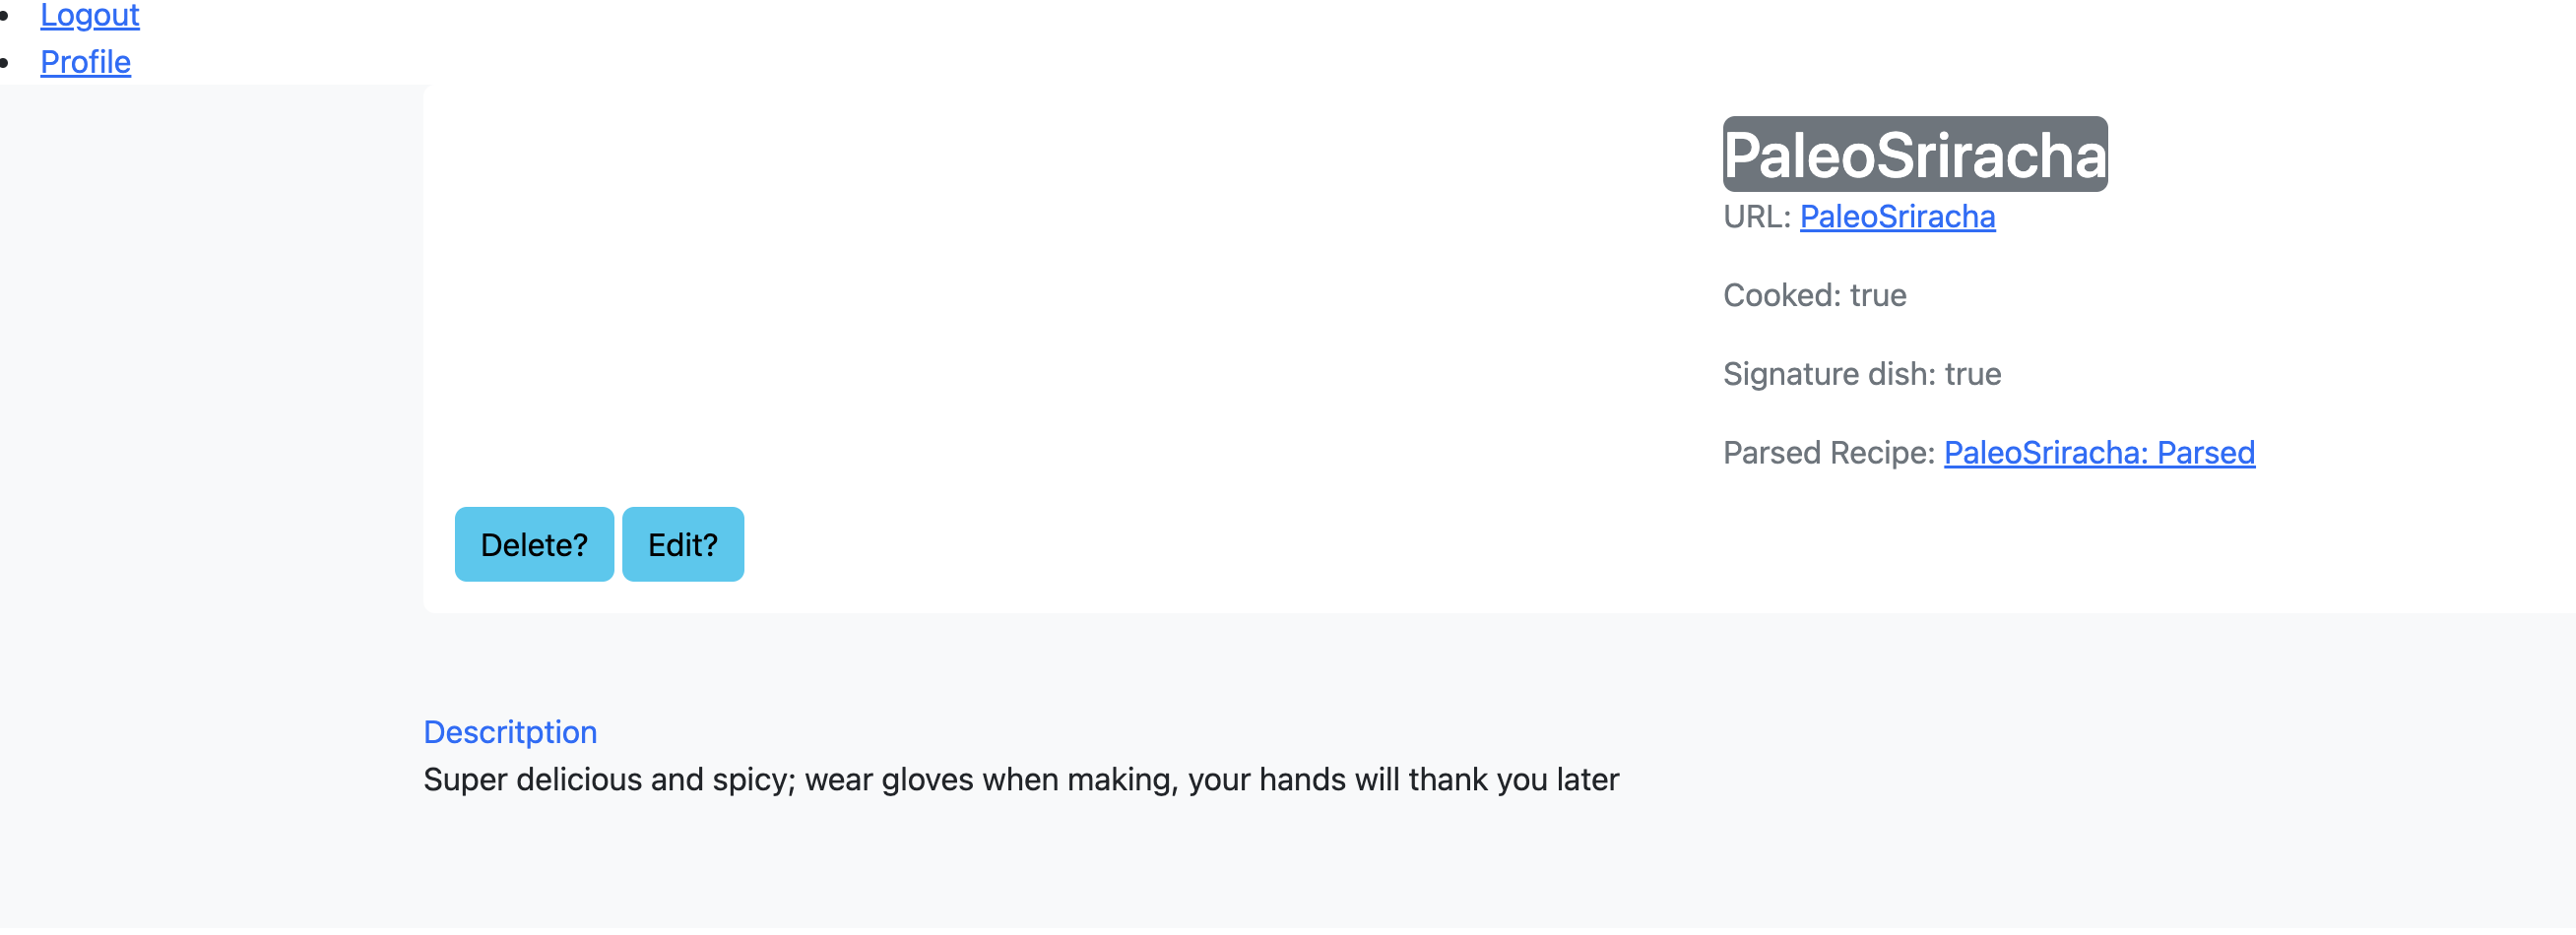 Logout
Profile
PaleoSriracha
URL: PaleoSriracha
Cooked: true
Signature dish: true
Parsed Recipe: PaleoSriracha: Parsed
Delete? Edit?
Descritption
Super delicious and spicy; wear gloves when making, your hands will thank you later